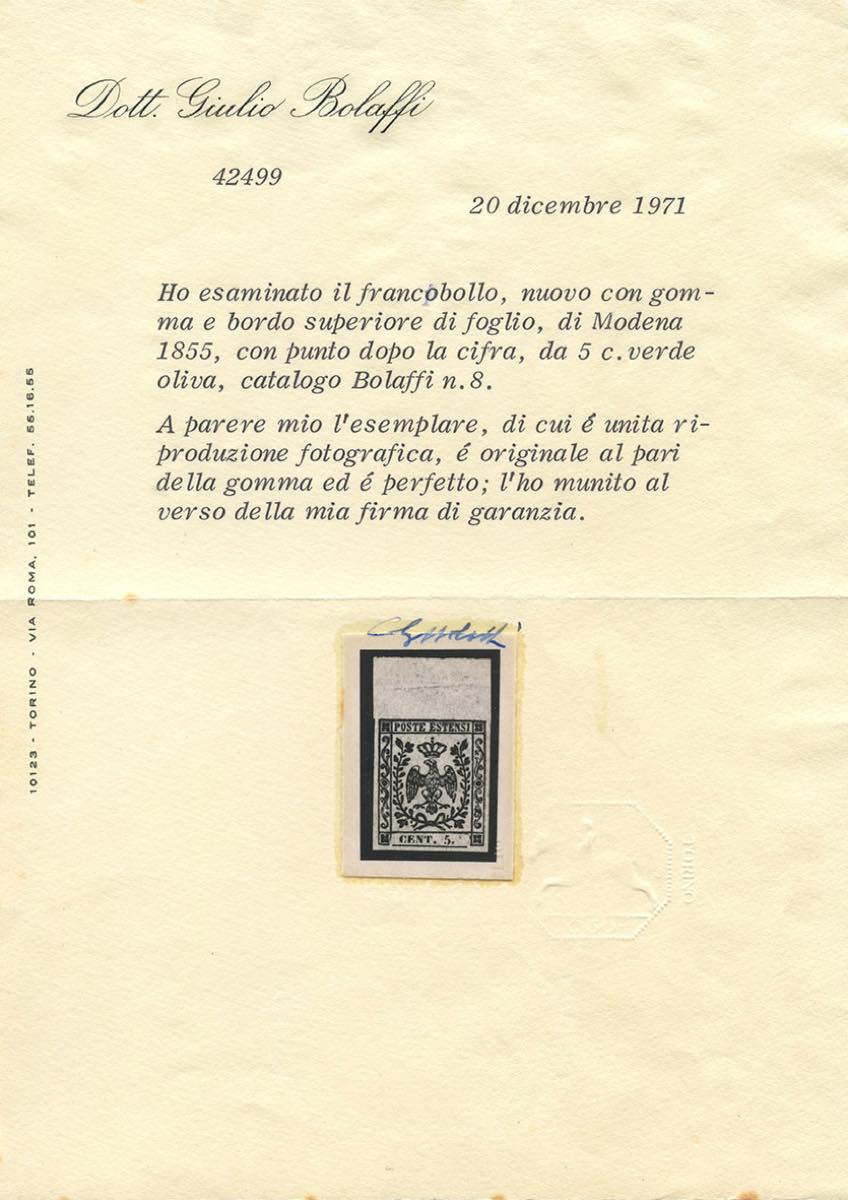 Dott. Giulio Bolaffi
42499
20 dicembre 1971
Ho esaminato il francobollo, nuovo con gom-
ma e bordo superiore di foglio, di Modena
1855, con punto dopo la cifra, da 5 c. verde
oliva, catalogo Bolaffi n. 8.
A parere mio l'esemplare, di cui é unita ri-
produzione fotografica, é originale al pari
della gomma ed é perfetto; l'ho munito al
verso della mia firma di garanzia.
10123 - TORINO - VIA ROMA, 101 - TELEF. 55.16.55
POSTE ESTENSI
CENT. 5.
TORINO